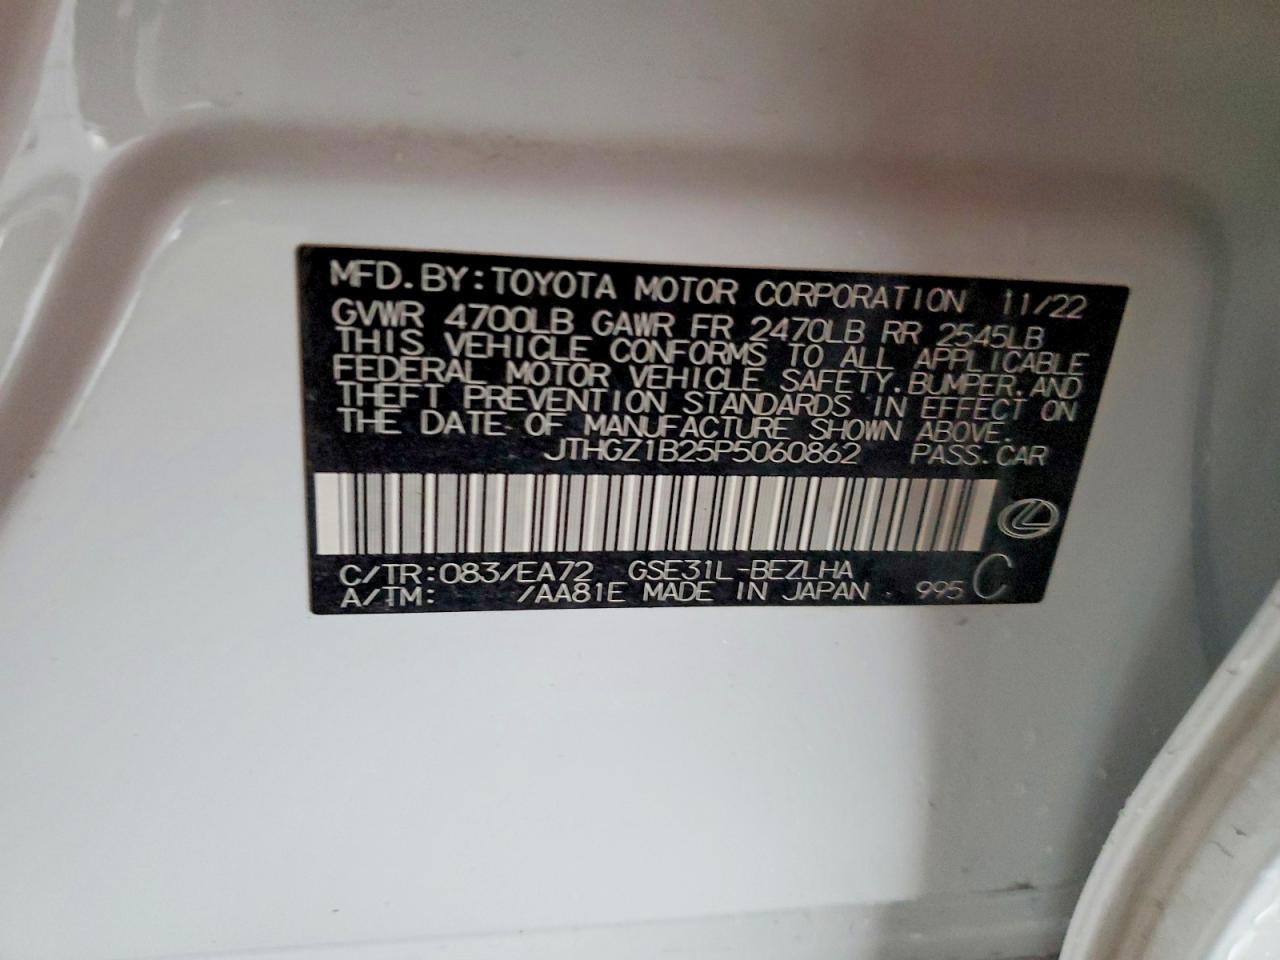 MFD. BY: TOYOTA MOTOR CORPORATION 11/22
GVWR 4700LB GAWR FR 2470LB RR 2545LB
THIS VEHICLE CONFORMS TO ALL APPLICABLE
FEDERAL MOTOR VEHICLE SAFETY, BUMPER, AND
THEFT PREVENTION STANDARDS IN EFFECT ON
THE DATE OF MANUFACTURE SHOWN ABOVE.
JTHGZ1B25P5060862 PASS. CAR
C/TR: 083/EA72 GSE31L-BEZLHA
A/TM: /AA81E MADE IN JAPAN 995 C